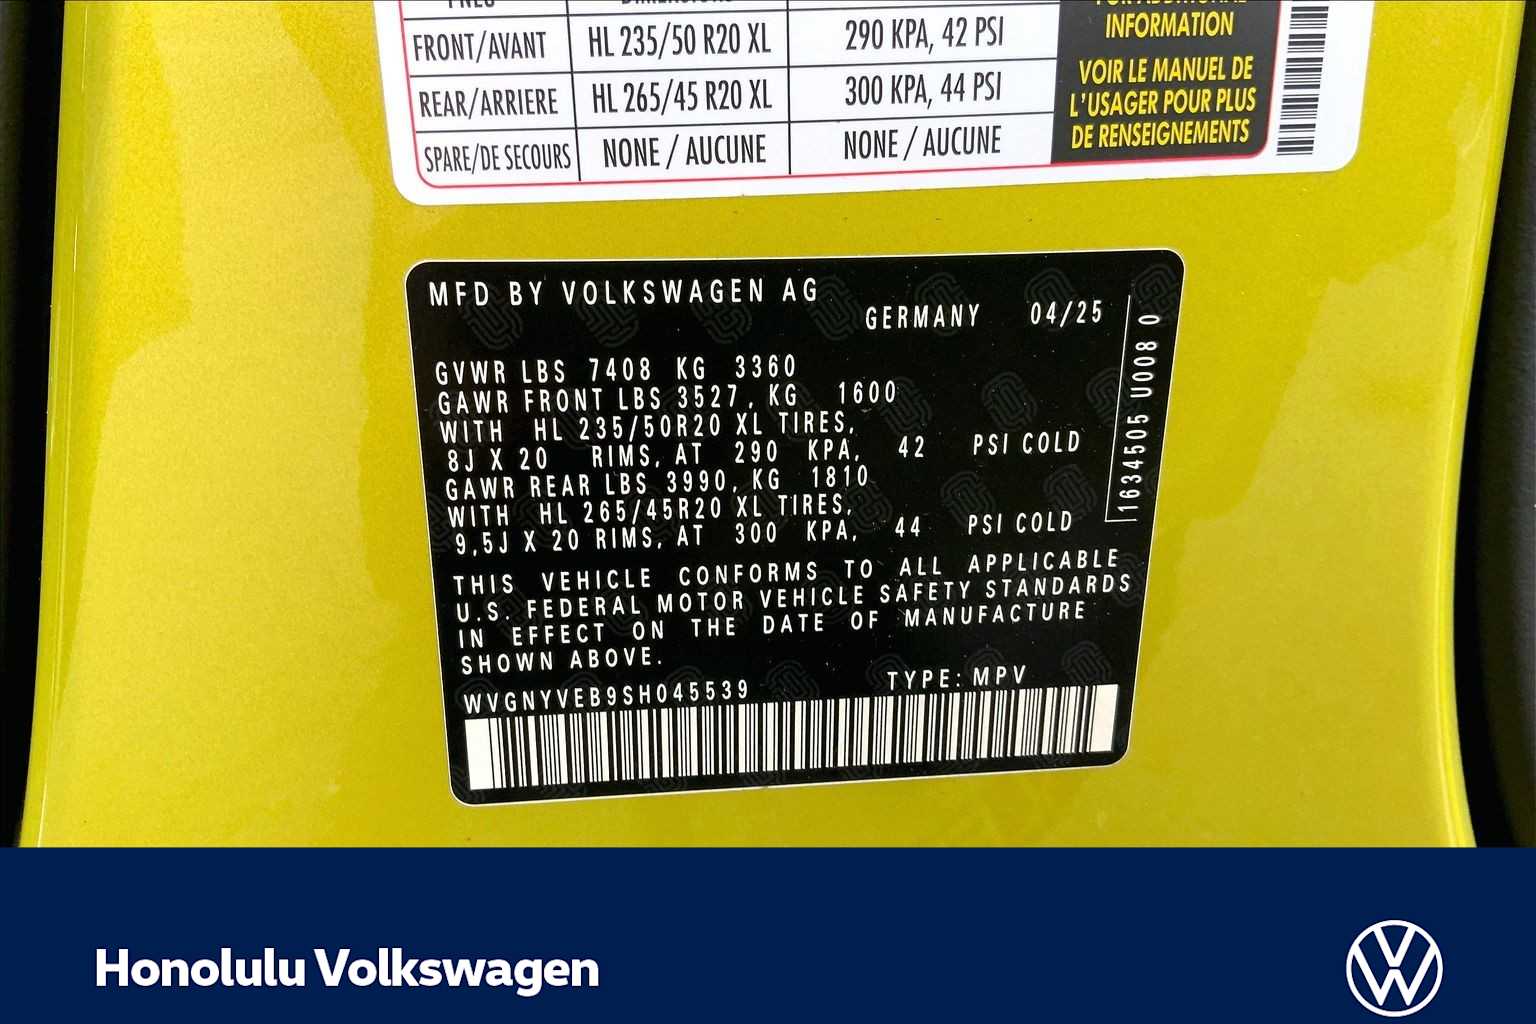 PNEU DIMENSIONS
FOR ADDITIONAL
INFORMATION
FRONT/AVANT HL 235/50 R20 XL 290 KPA, 42 PSI
REAR/ARRIERE HL 265/45 R20 XL 300 KPA, 44 PSI
SPARE/DE SECOURS NONE / AUCUNE NONE / AUCUNE
VOIR LE MANUEL DE
L'USAGER POUR PLUS
DE RENSEIGNEMENTS
MFD BY VOLKSWAGEN AG
GERMANY 04/25
GVWR LBS 7408 KG 3360
GAWR FRONT LBS 3527, KG 1600
WITH HL 235/50R20 XL TIRES,
8J X 20 RIMS, AT 290 KPA, 42 PSI COLD
GAWR REAR LBS 3990, KG 1810
WITH HL 265/45R20 XL TIRES,
9,5J X 20 RIMS, AT 300 KPA, 44 PSI COLD
THIS VEHICLE CONFORMS TO ALL APPLICABLE
U.S. FEDERAL MOTOR VEHICLE SAFETY STANDARDS
IN EFFECT ON THE DATE OF MANUFACTURE
SHOWN ABOVE.
WVGNYVEB9SH045539 TYPE: MPV
1634505 U008 0
Honolulu Volkswagen